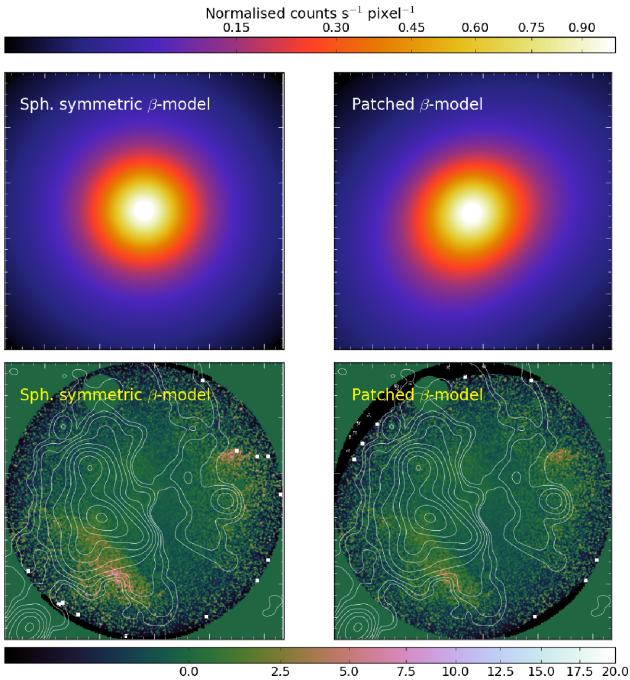 Normalised counts s⁻¹ pixel⁻¹
0.15 0.30 0.45 0.60 0.75 0.90
Sph. symmetric β-model
Patched β-model
Sph. symmetric β-model
Patched β-model
0.0 2.5 5.0 7.5 10.0 12.5 15.0 17.5 20.0